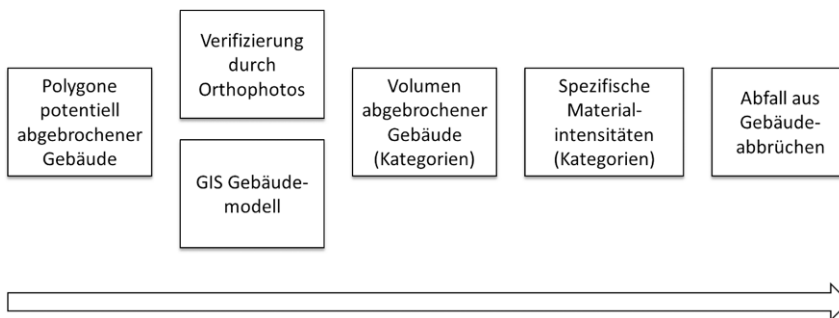 Polygone
potentiell
abgebrochener
Gebäude
Verifizierung
durch
Orthophotos
GIS Gebäude-
modell
Volumen
abgebrochener
Gebäude
(Kategorien)
Spezifische
Material-
intensitäten
(Kategorien)
Abfall aus
Gebäude-
abbrüchen